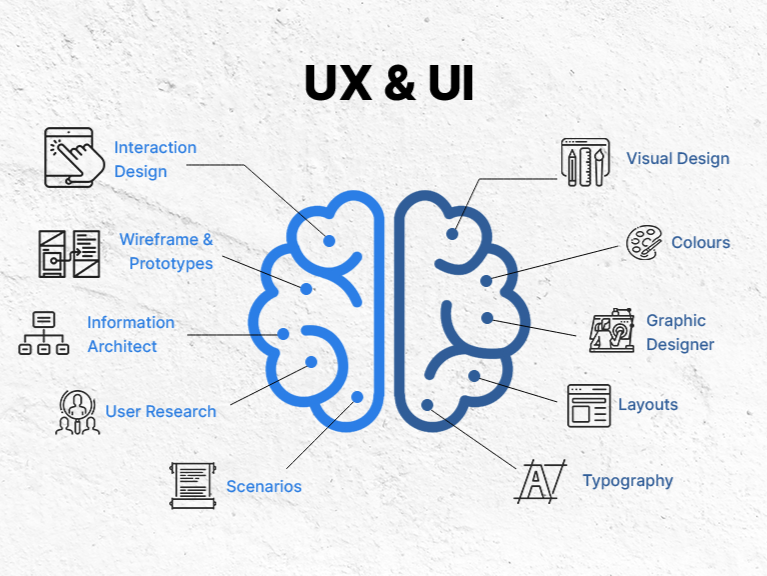 UX & UI
Interaction
Design
Wireframe &
Prototypes
Information
Architect
User Research
Scenarios
Visual Design
Colours
Graphic
Designer
Layouts
Typography